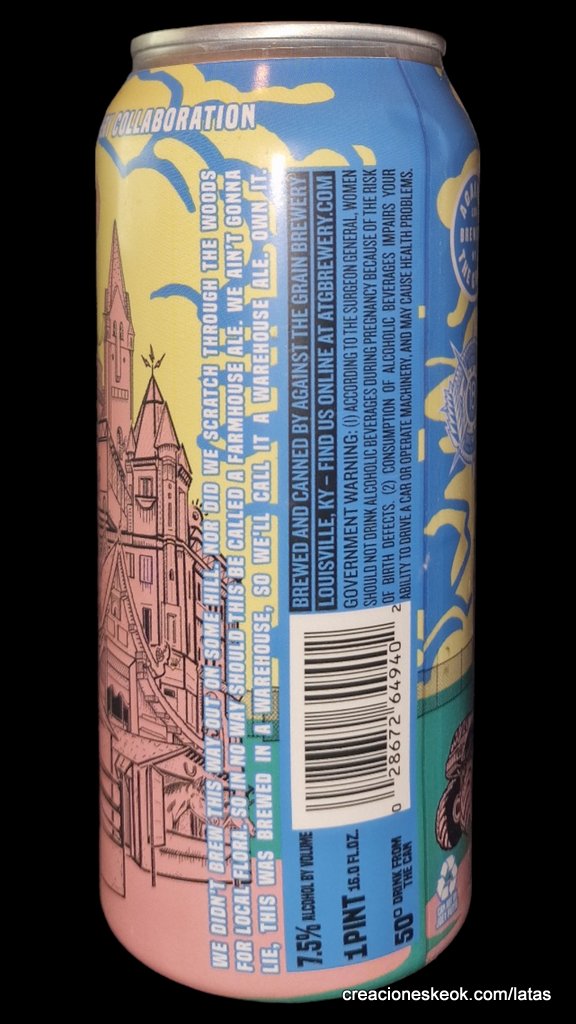 COLLABORATION
WE DIDN'T BREW THIS WAY OUT ON SOME HILL, NOR DID WE SCRATCH THROUGH THE WOODS
FOR LOCAL FLORA, SO IN NO WAY SHOULD THIS BE CALLED A FARMHOUSE ALE. WE AIN'T GONNA
LIE, THIS WAS BREWED IN A WAREHOUSE, SO WE'LL CALL IT A WAREHOUSE ALE. OWN IT.
BREWED AND CANNED BY AGAINST THE GRAIN BREWERY
LOUISVILLE, KY – FIND US ONLINE AT ATGBREWERY.COM
GOVERNMENT WARNING: (1) ACCORDING TO THE SURGEON GENERAL, WOMEN
SHOULD NOT DRINK ALCOHOLIC BEVERAGES DURING PREGNANCY BECAUSE OF THE RISK
OF BIRTH DEFECTS. (2) CONSUMPTION OF ALCOHOLIC BEVERAGES IMPAIRS YOUR
ABILITY TO DRIVE A CAR OR OPERATE MACHINERY, AND MAY CAUSE HEALTH PROBLEMS.
0 28672 64940 2
7.5% ALCOHOL BY VOLUME
1 PINT 16.0 FL.OZ.
50° DRINK FROM
THE CAN
creacioneskeok.com/latas